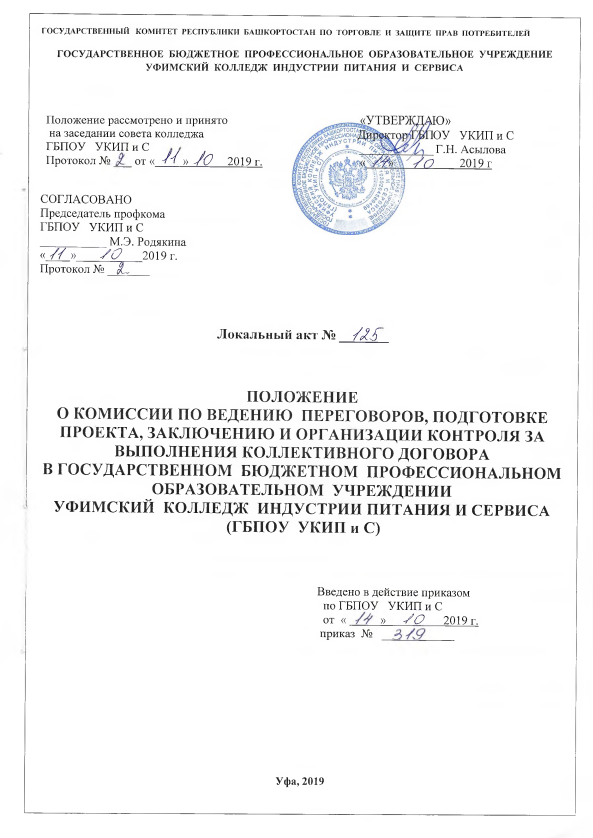 ГОСУДАРСТВЕННЫЙ КОМИТЕТ РЕСПУБЛИКИ БАШКОРТОСТАН ПО ТОРГОВЛЕ И ЗАЩИТЕ ПРАВ ПОТРЕБИТЕЛЕЙ
ГОСУДАРСТВЕННОЕ БЮДЖЕТНОЕ ПРОФЕССИОНАЛЬНОЕ ОБРАЗОВАТЕЛЬНОЕ УЧРЕЖДЕНИЕ
УФИМСКИЙ КОЛЛЕДЖ ИНДУСТРИИ ПИТАНИЯ И СЕРВИСА
Положение рассмотрено и принято
на заседании совета колледжа
ГБПОУ УКИП и С
Протокол № 2 от «11» 10 2019 г.
«УТВЕРЖДАЮ»
Директор ГБПОУ УКИП и С
Г.Н. Асылова
«14» 10 2019 г
СОГЛАСОВАНО
Председатель профкома
ГБПОУ УКИП и С
___________ М.Э. Родякина
«11» 10 2019 г.
Протокол № 2
Локальный акт № 125
ПОЛОЖЕНИЕ
О КОМИССИИ ПО ВЕДЕНИЮ ПЕРЕГОВОРОВ, ПОДГОТОВКЕ
ПРОЕКТА, ЗАКЛЮЧЕНИЮ И ОРГАНИЗАЦИИ КОНТРОЛЯ ЗА
ВЫПОЛНЕНИЯ КОЛЛЕКТИВНОГО ДОГОВОРА
В ГОСУДАРСТВЕННОМ БЮДЖЕТНОМ ПРОФЕССИОНАЛЬНОМ
ОБРАЗОВАТЕЛЬНОМ УЧРЕЖДЕНИИ
УФИМСКИЙ КОЛЛЕДЖ ИНДУСТРИИ ПИТАНИЯ И СЕРВИСА
(ГБПОУ УКИП и С)
Введено в действие приказом
по ГБПОУ УКИП и С
от «14» 10 2019 г.
приказ № 319
Уфа, 2019